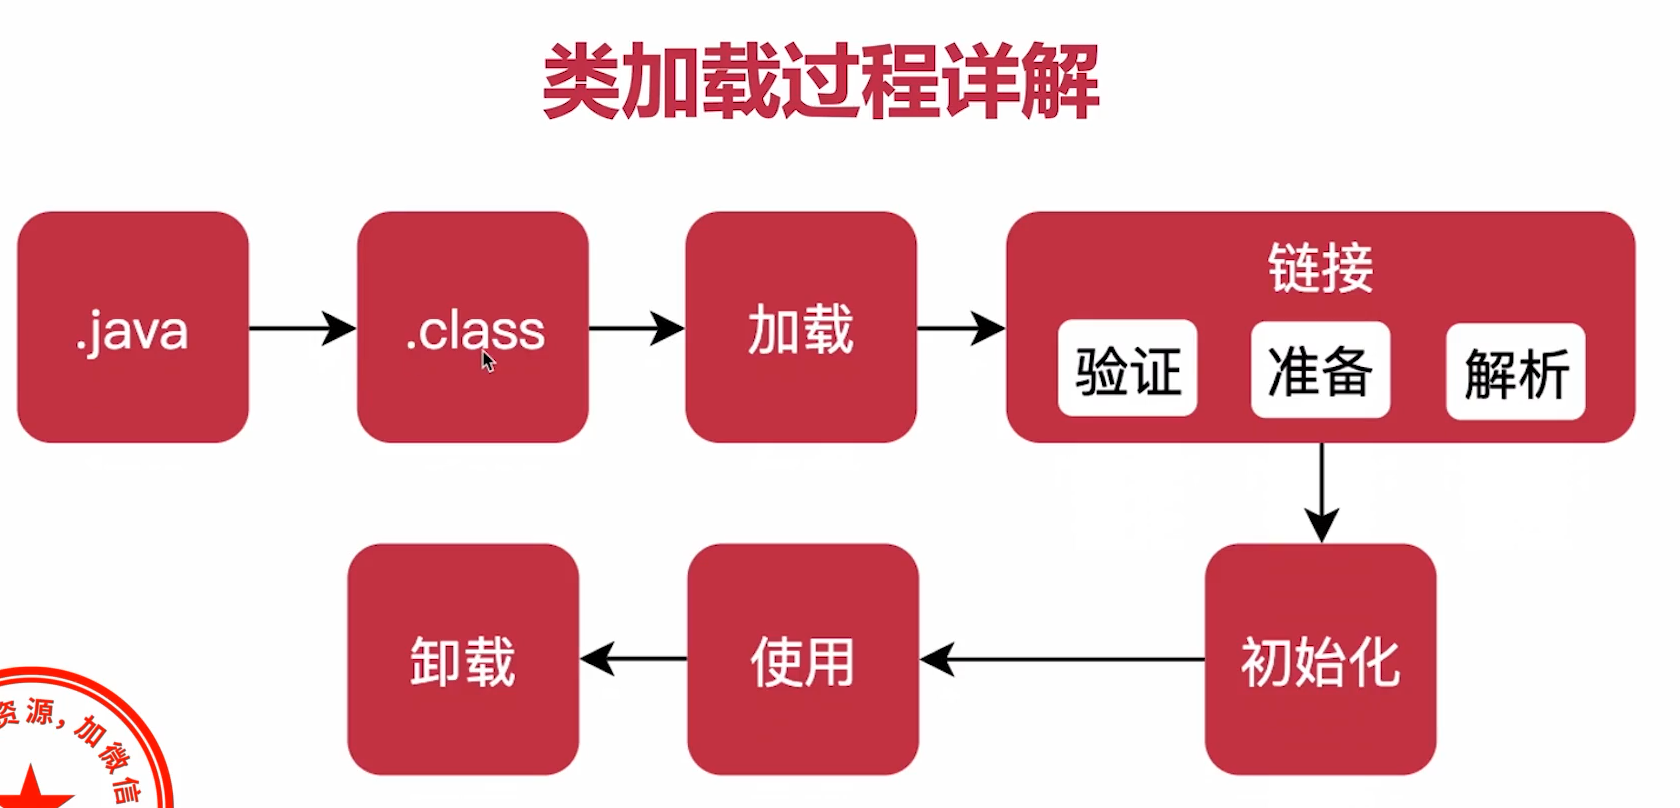 类加载过程详解
.java
.class
加载
链接
验证
准备
解析
卸载
使用
初始化
资源，加微信